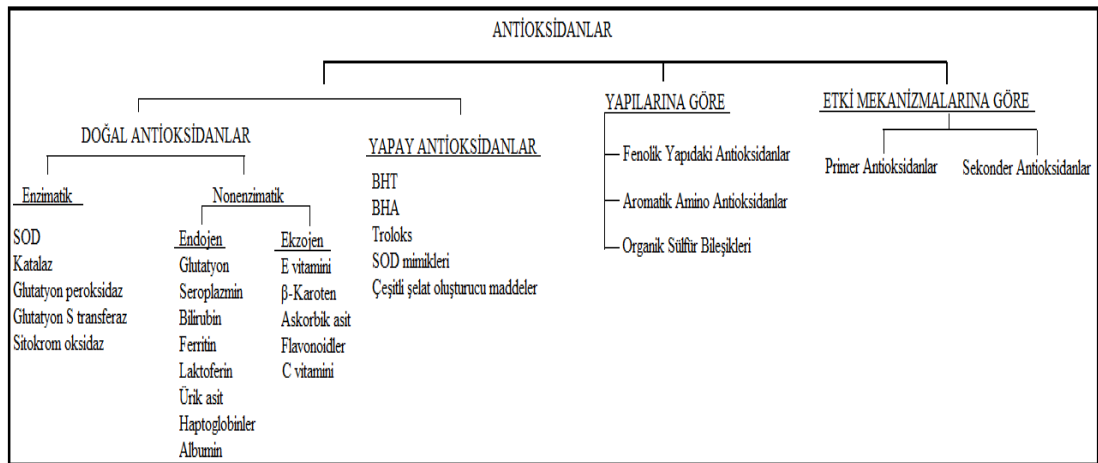 ANTİOKSİDANLAR
DOĞAL ANTİOKSİDANLAR
Enzimatik
SOD
Katalaz
Glutatyon peroksidaz
Glutatyon S transferaz
Sitokrom oksidaz
Nonenzimatik
Endojen
Glutatyon
Seroplazmin
Bilirubin
Ferritin
Laktoferin
Ürik asit
Haptoglobinler
Albumin
Ekzojen
E vitamini
β-Karoten
Askorbik asit
Flavonoidler
C vitamini
YAPAY ANTİOKSİDANLAR
BHT
BHA
Troloks
SOD mimikleri
Çeşitli şelat oluşturucu maddeler
YAPILARINA GÖRE
Fenolik Yapıdaki Antioksidanlar
Aromatik Amino Antioksidanlar
Organik Sülfür Bileşikleri
ETKİ MEKANİZMALARINA GÖRE
Primer Antioksidanlar
Sekonder Antioksidanlar